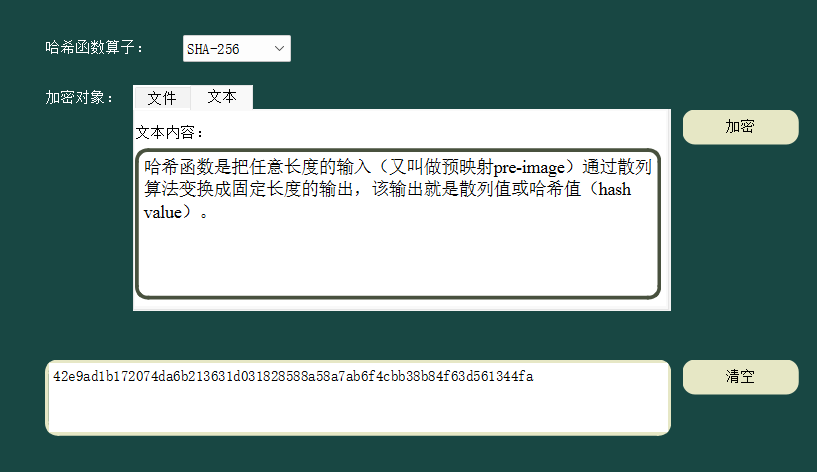 哈希函数算子：
SHA-256
加密对象：
文件
文本
文本内容：
加密
哈希函数是把任意长度的输入（又叫做预映射pre-image）通过散列
算法变换成固定长度的输出，该输出就是散列值或哈希值（hash
value）。
42e9ad1b172074da6b213631d031828588a58a7ab6f4cbb38b84f63d561344fa
清空